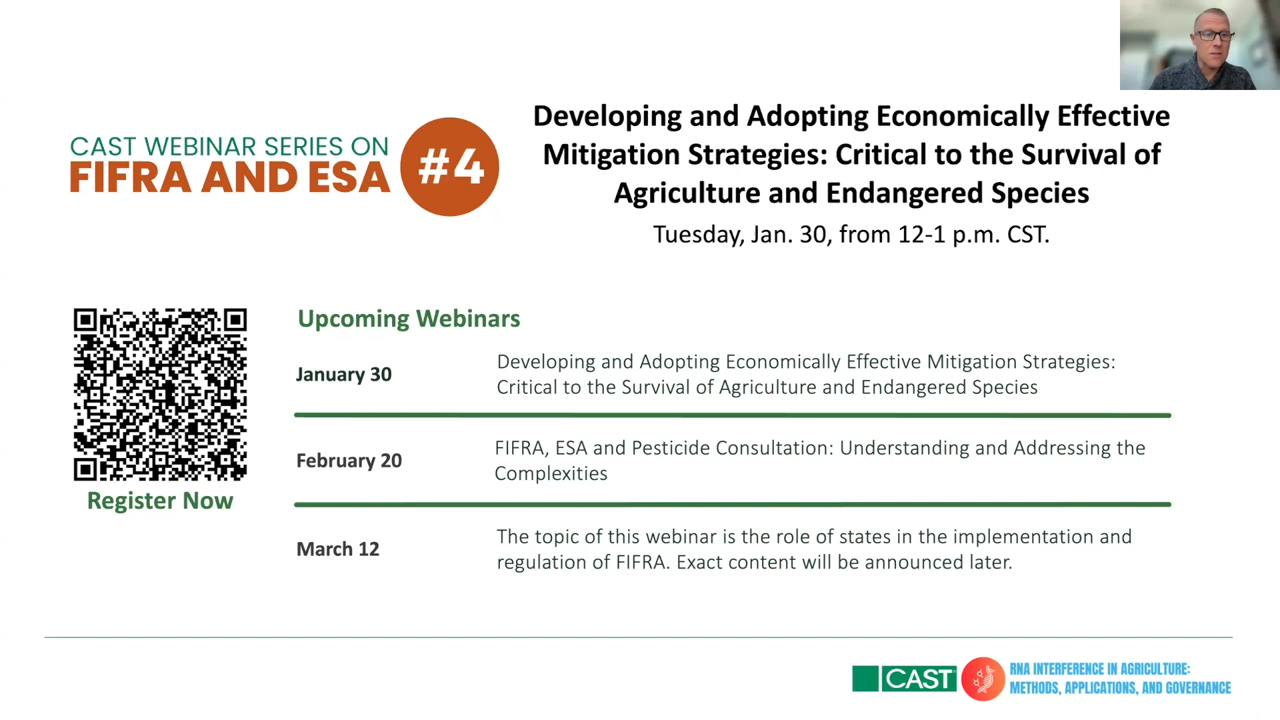 CAST WEBINAR SERIES ON
FIFRA AND ESA
#4
Developing and Adopting Economically Effective
Mitigation Strategies: Critical to the Survival of
Agriculture and Endangered Species
Tuesday, Jan. 30, from 12-1 p.m. CST.
Register Now
Upcoming Webinars
January 30
Developing and Adopting Economically Effective Mitigation Strategies:
Critical to the Survival of Agriculture and Endangered Species
February 20
FIFRA, ESA and Pesticide Consultation: Understanding and Addressing the
Complexities
March 12
The topic of this webinar is the role of states in the implementation and
regulation of FIFRA. Exact content will be announced later.
CAST
RNA INTERFERENCE IN AGRICULTURE:
METHODS, APPLICATIONS, AND GOVERNANCE